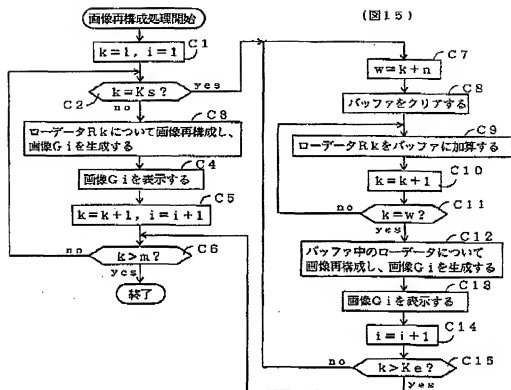 (図15)
画像再構成処理開始
C1
k=1, i=1
k=Ks?
yes
C2
no
C3
ローデータRkについて画像再構成し、
画像Giを生成する
C4
画像Giを表示する
C5
k=k+1, i=i+1
no
k>m?
C6
yes
終了
C7
w=k+n
C8
バッファをクリアする
C9
ローデータRkをバッファに加算する
C10
k=k+1
no
k=w?
C11
yes
C12
バッファ中のローデータについて
画像再構成し、画像Giを生成する
C13
画像Giを表示する
C14
i=i+1
no
k>Ke?
C15
yes